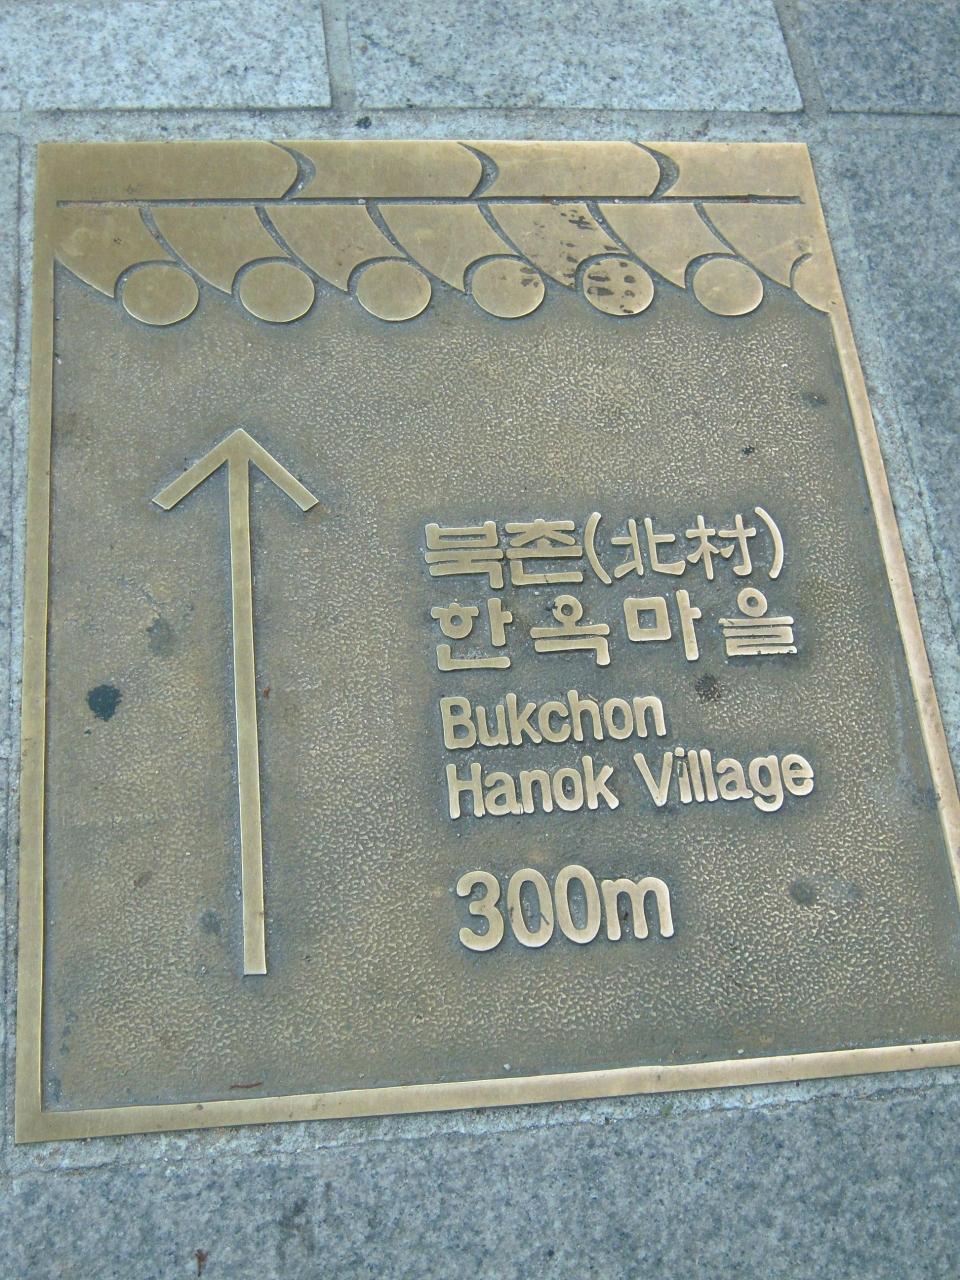 북촌(北村)
한옥마을
Bukchon
Hanok Village
300m